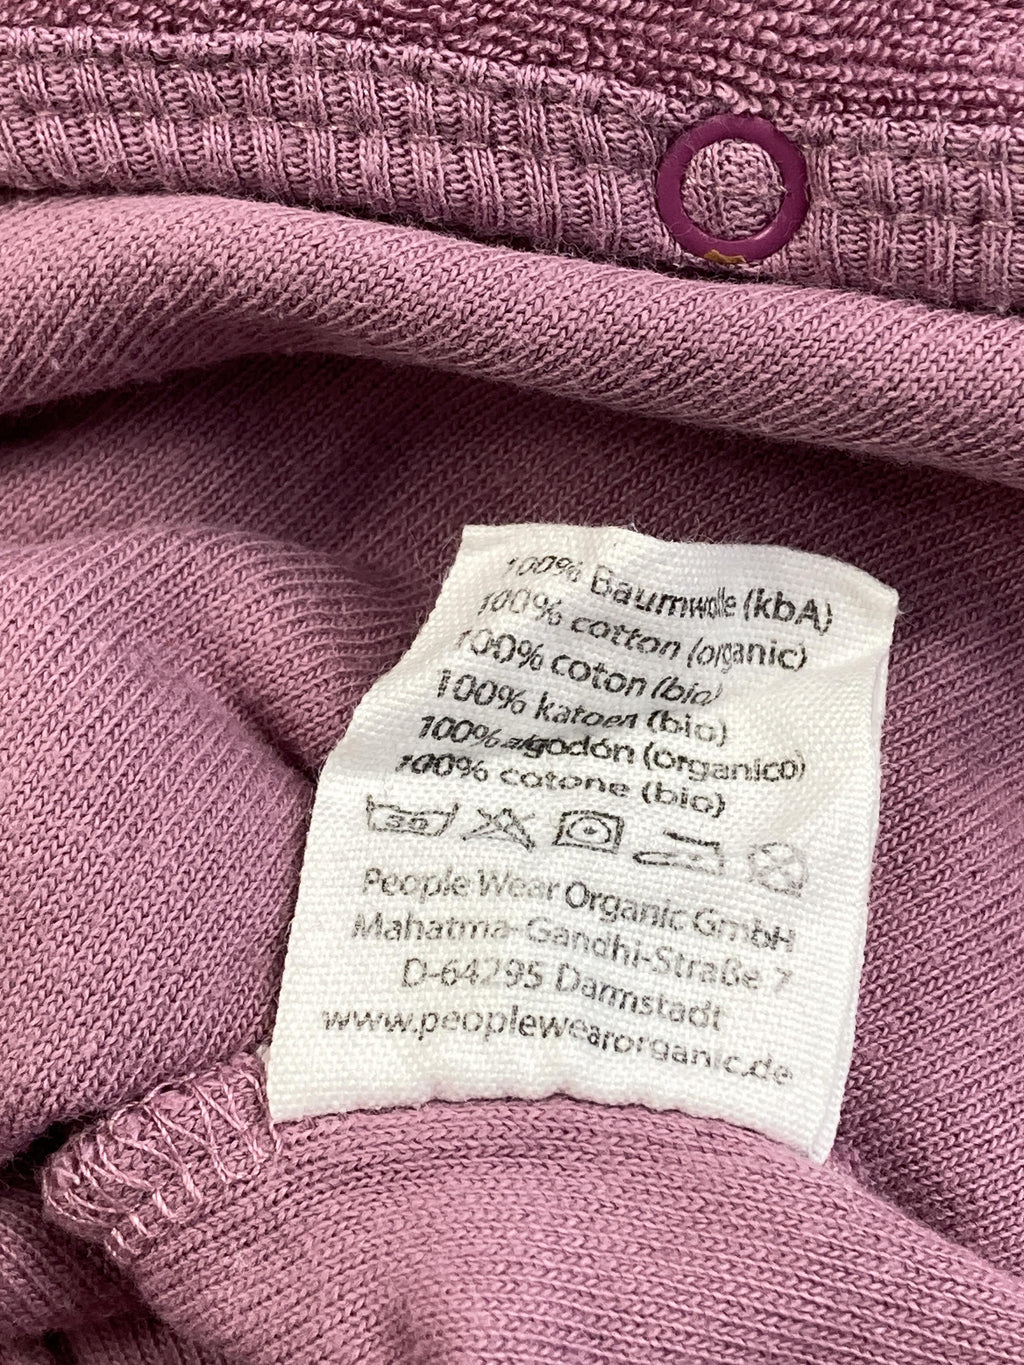 100% Baumwolle (kbA)
100% cotton (organic)
100% coton (bio)
100% katoen (bio)
100% algodón (organico)
100% cotone (bio)
30
People Wear Organic GmbH
Mahatma-Gandhi-Straße 7
D-64295 Darmstadt
www.peoplewearorganic.de